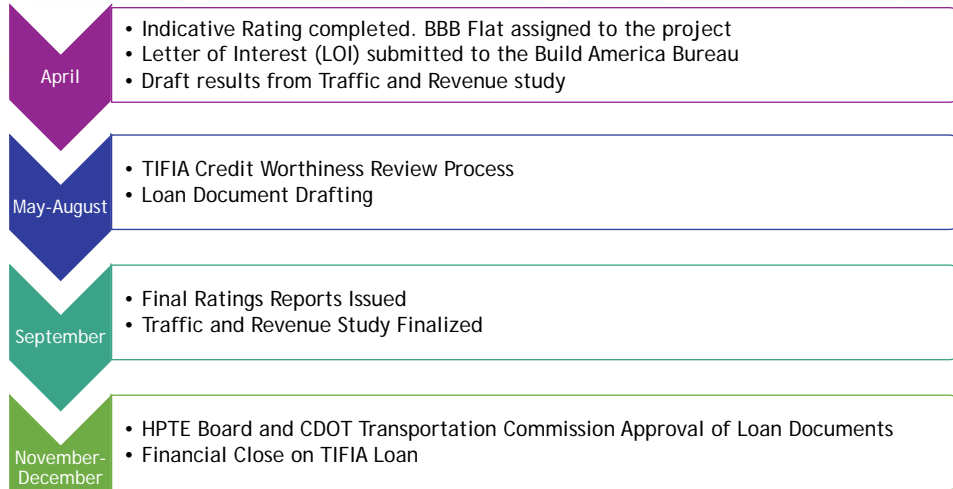 April
• Indicative Rating completed. BBB Flat assigned to the project
• Letter of Interest (LOI) submitted to the Build America Bureau
• Draft results from Traffic and Revenue study
May-August
• TIFIA Credit Worthiness Review Process
• Loan Document Drafting
September
• Final Ratings Reports Issued
• Traffic and Revenue Study Finalized
November-
December
• HPTE Board and CDOT Transportation Commission Approval of Loan Documents
• Financial Close on TIFIA Loan